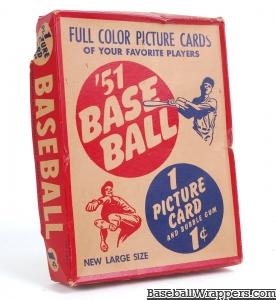 FULL COLOR PICTURE CARDS
OF YOUR FAVORITE PLAYERS
'51
BASE
BALL
1
PICTURE
CARD
AND BUBBLE GUM
1¢
NEW LARGE SIZE
BASEBALL
1¢
BaseballWrappers.com